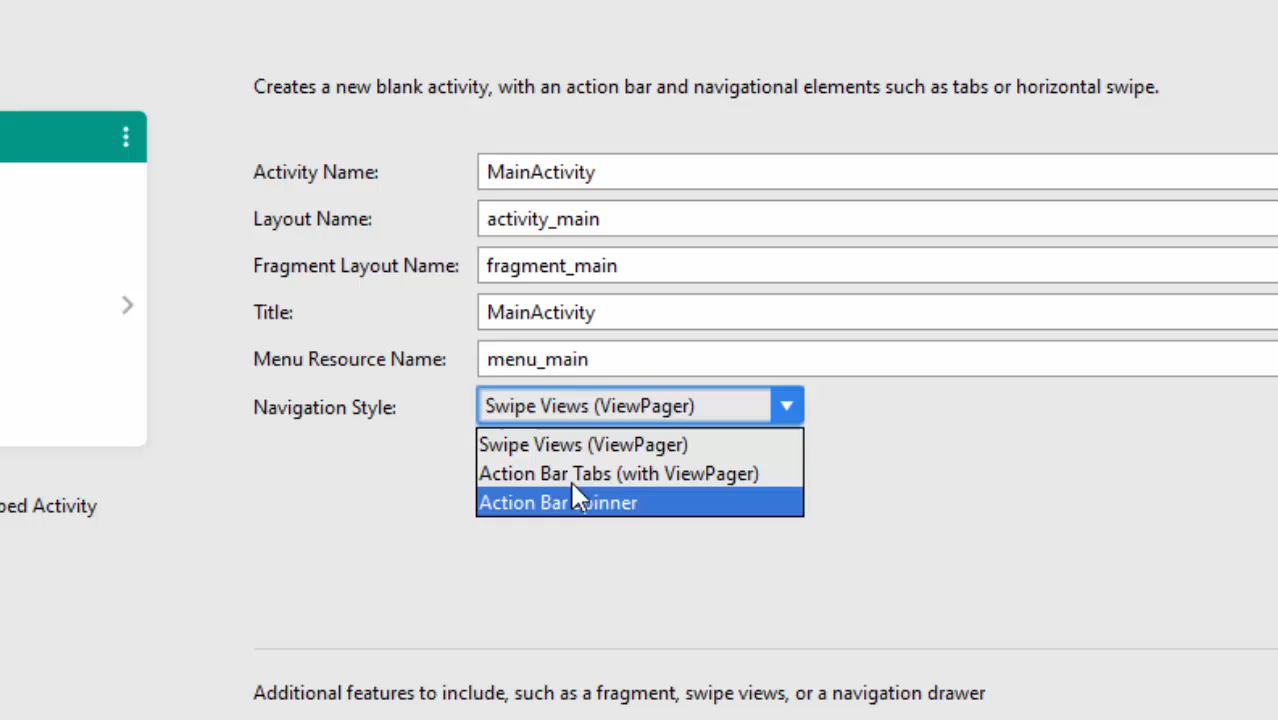 Creates a new blank activity, with an action bar and navigational elements such as tabs or horizontal swipe.
Activity Name: MainActivity
Layout Name: activity_main
Fragment Layout Name: fragment_main
Title: MainActivity
Menu Resource Name: menu_main
Navigation Style: Swipe Views (ViewPager)
Swipe Views (ViewPager)
Action Bar Tabs (with ViewPager)
Action Bar
Activity
Additional features to include, such as a fragment, swipe views, or a navigation drawer